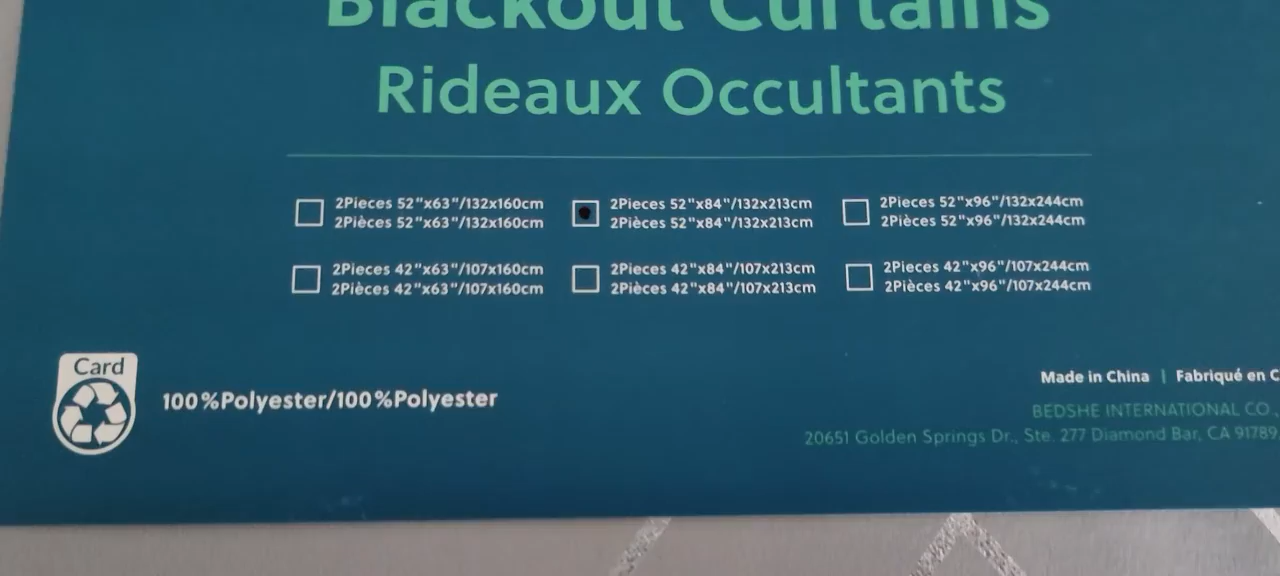 Blackout Curtains
Rideaux Occultants
2Pieces 52"x63"/132x160cm
2Pièces 52"x63"/132x160cm
2Pieces 52"x84"/132x213cm
2Pièces 52"x84"/132x213cm
2Pieces 52"x96"/132x244cm
2Pièces 52"x96"/132x244cm
2Pieces 42"x63"/107x160cm
2Pièces 42"x63"/107x160cm
2Pieces 42"x84"/107x213cm
2Pièces 42"x84"/107x213cm
2Pieces 42"x96"/107x244cm
2Pièces 42"x96"/107x244cm
Card
100%Polyester/100%Polyester
Made in China | Fabriqué en C
BEDSHE INTERNATIONAL CO.,
20651 Golden Springs Dr., Ste. 277 Diamond Bar, CA 91789